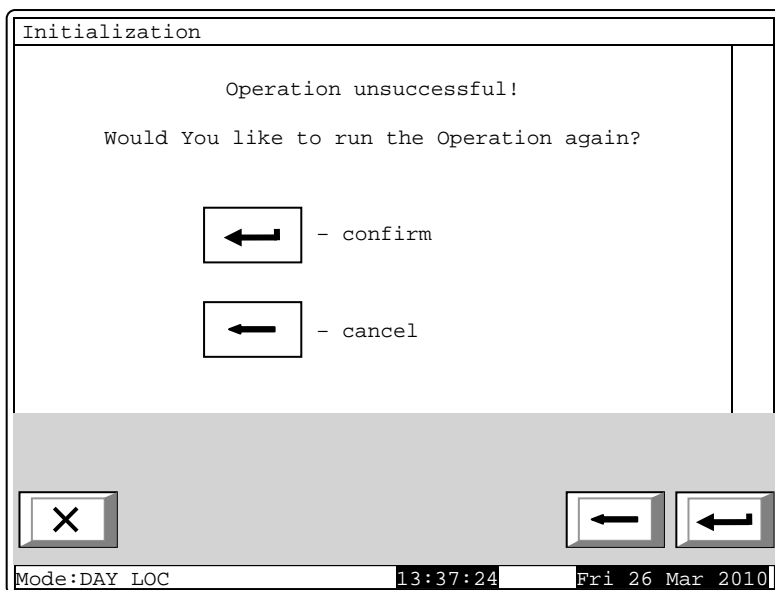 Initialization
Operation unsuccessful!
Would You like to run the Operation again?
- confirm
- cancel
Mode:DAY LOC 13:37:24 Fri 26 Mar 2010